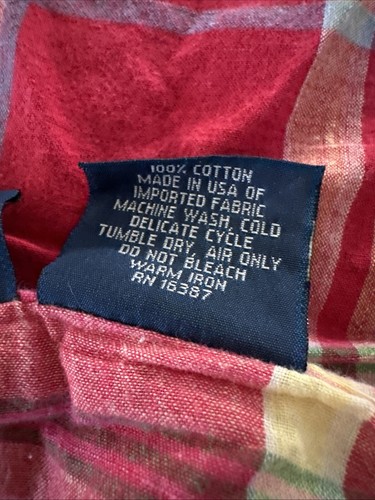 100% COTTON
MADE IN USA OF
IMPORTED FABRIC
MACHINE WASH, COLD
DELICATE CYCLE
TUMBLE DRY, AIR ONLY
DO NOT BLEACH
WARM IRON
RN 16387